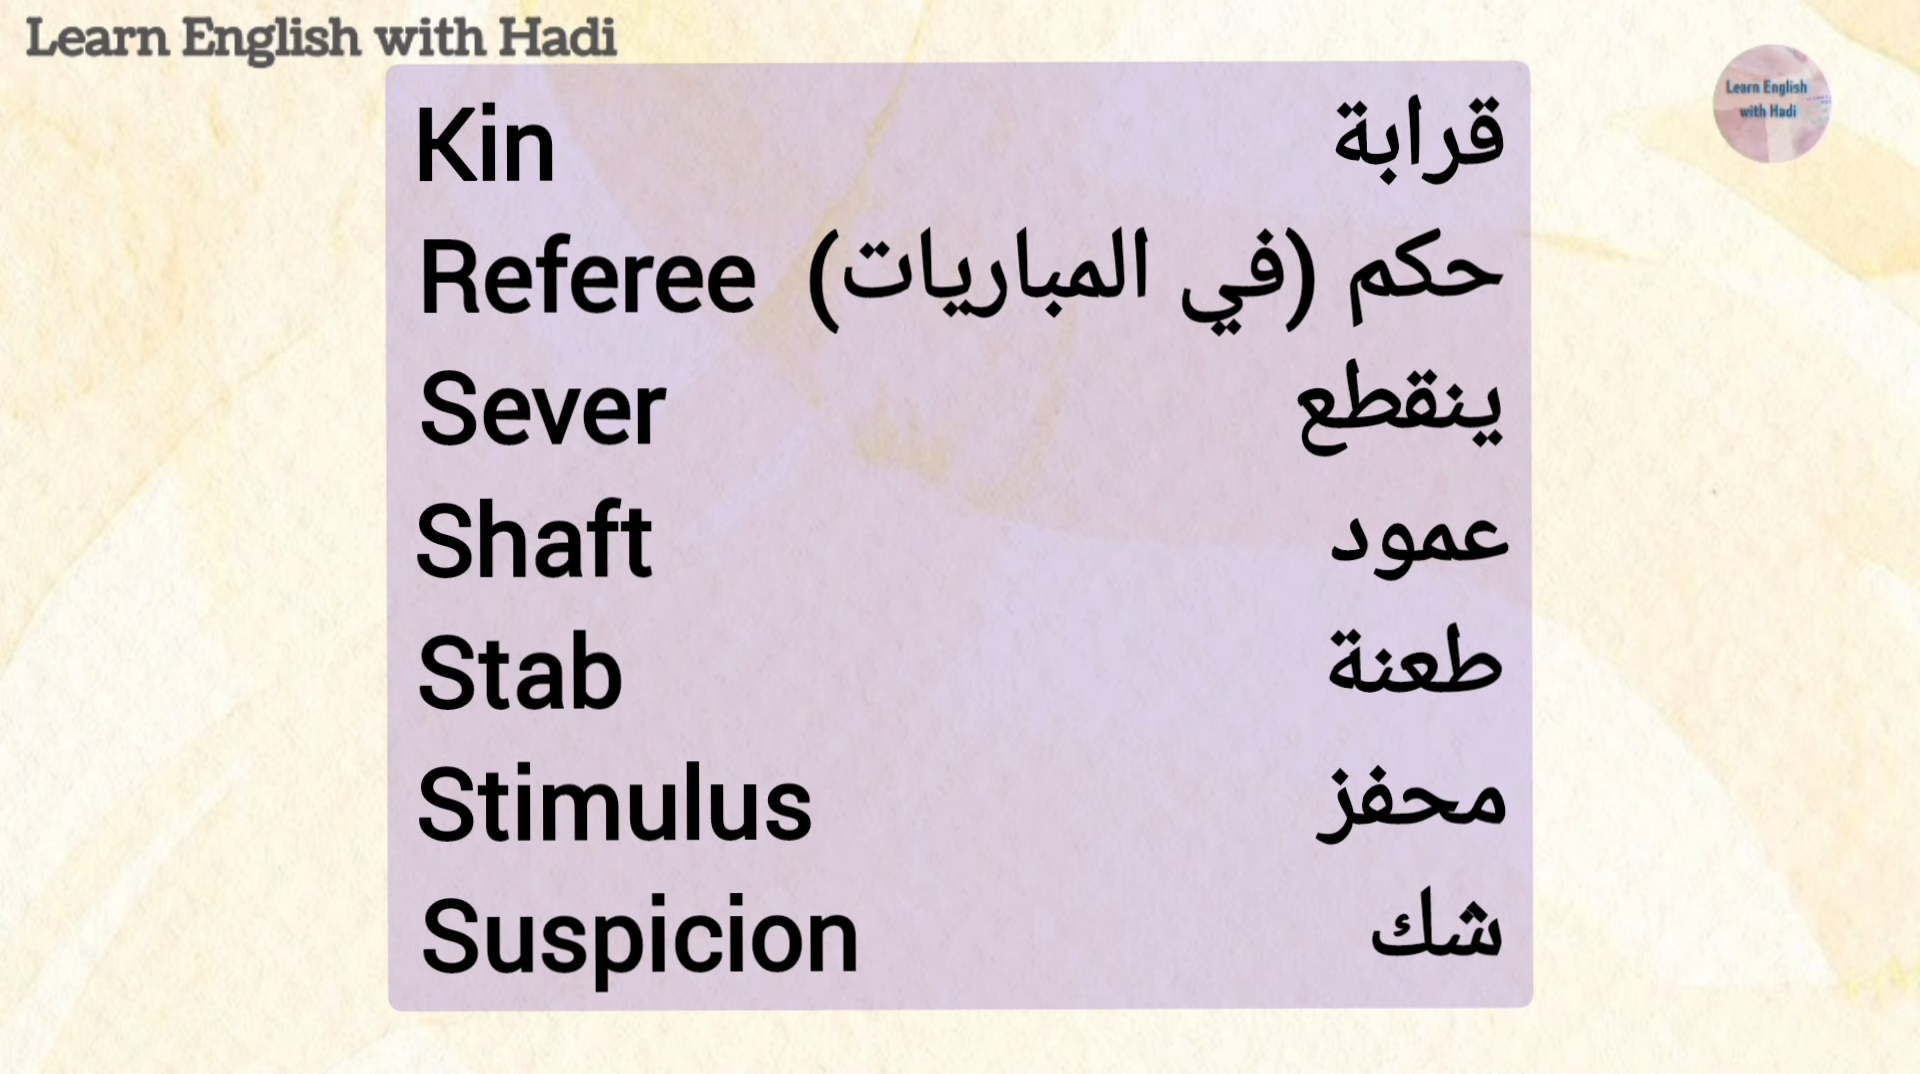 Learn English with Hadi
Learn English
with Hadi
Kin قرابة
Referee حكم (في المباريات)
Sever ينقطع
Shaft عمود
Stab طعنة
Stimulus محفز
Suspicion شك